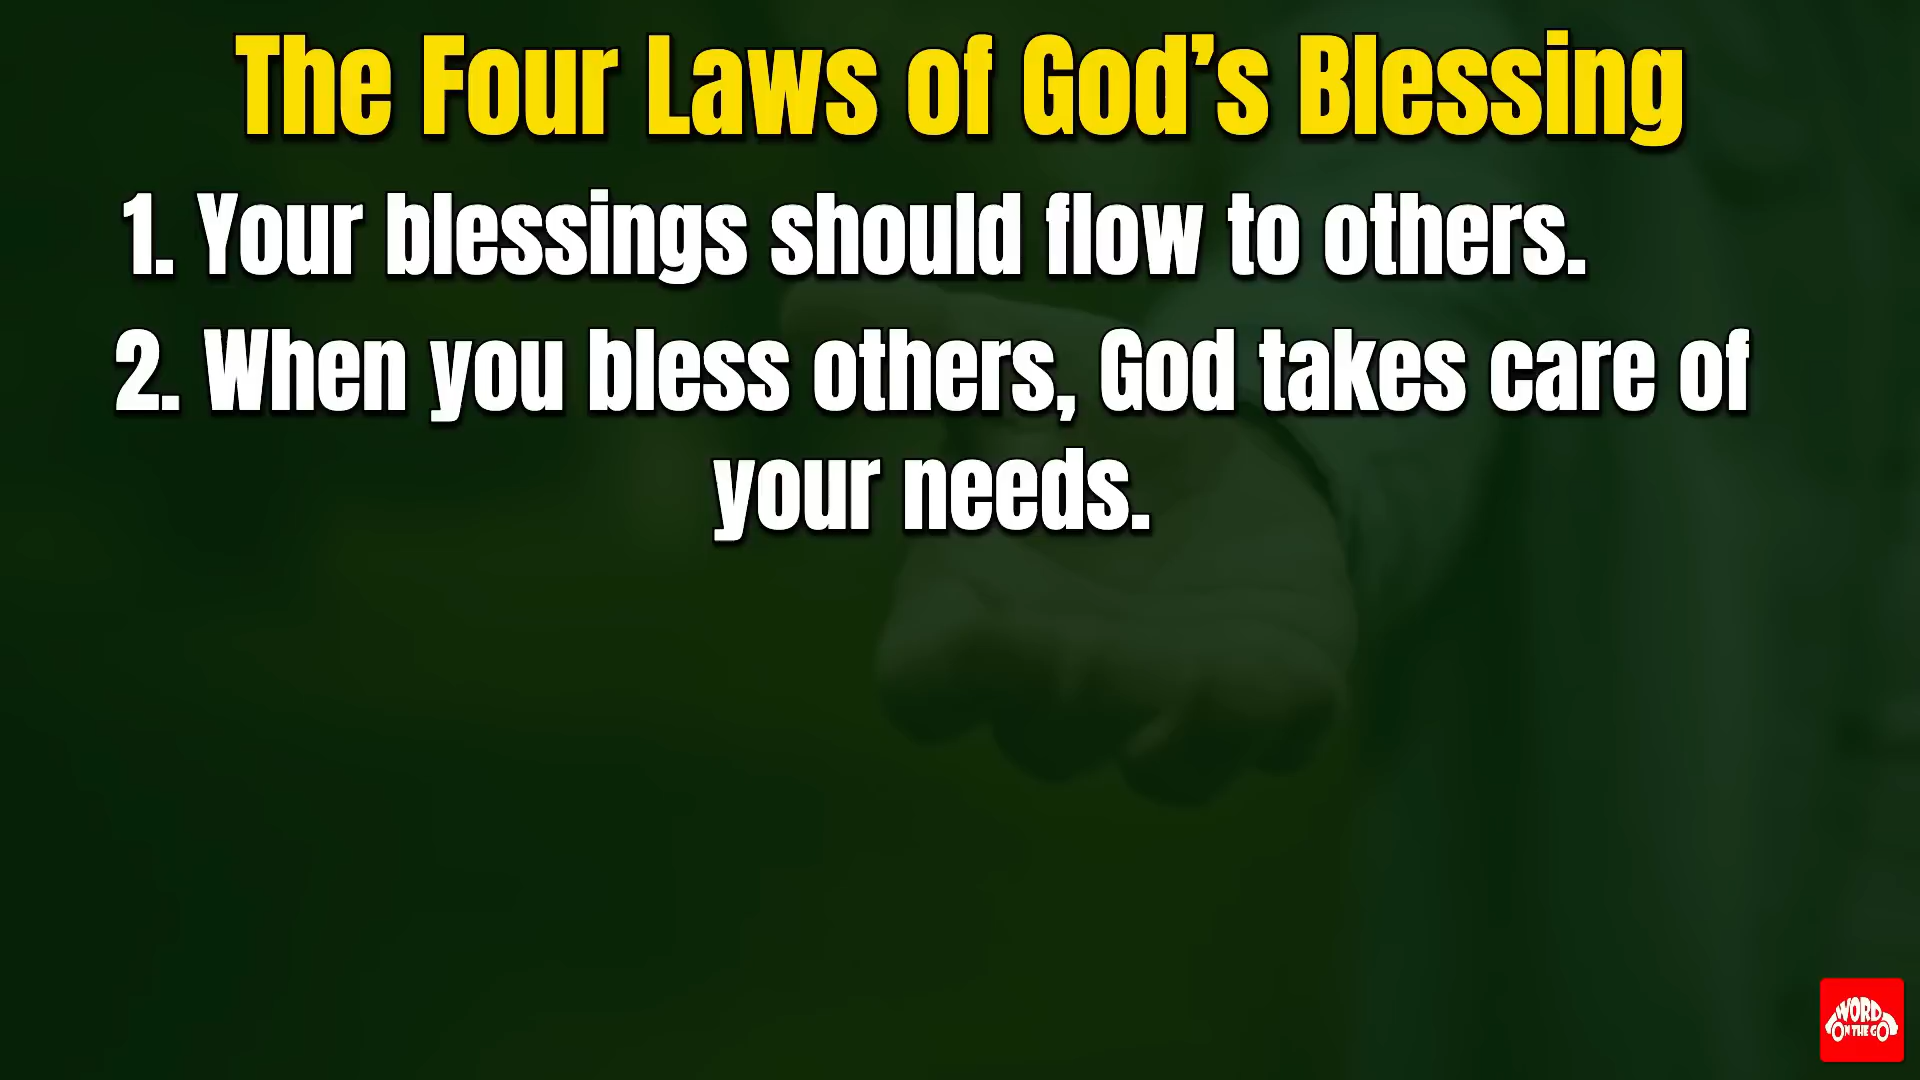 The Four Laws of God’s Blessing
1. Your blessings should flow to others.
2. When you bless others, God takes care of
your needs.
WORD
ON THE GO